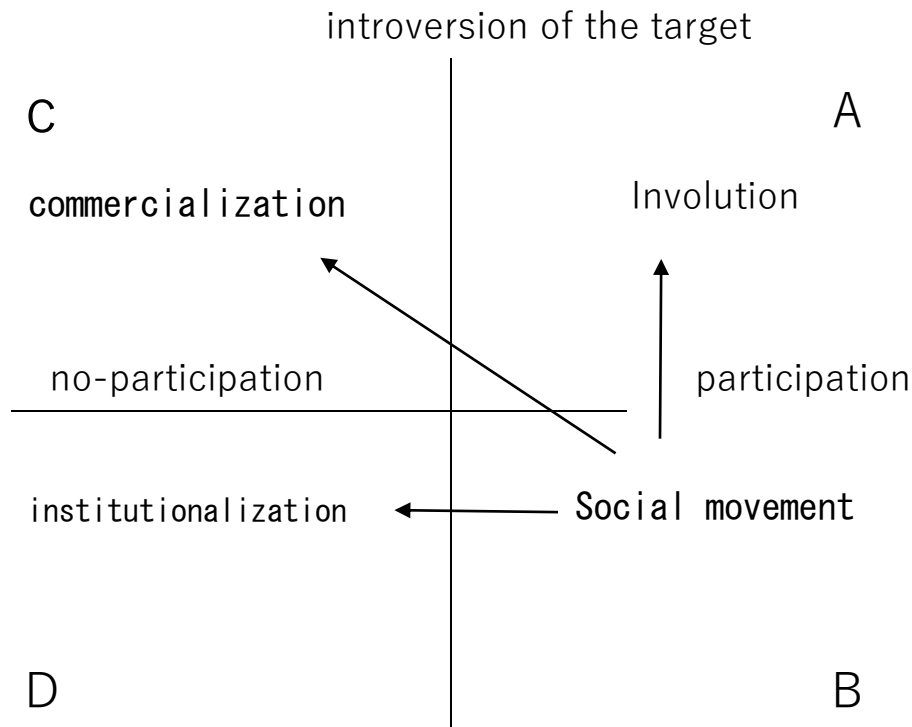 introversion of the target
C
A
commercialization
Involution
no-participation
participation
institutionalization
Social movement
D
B